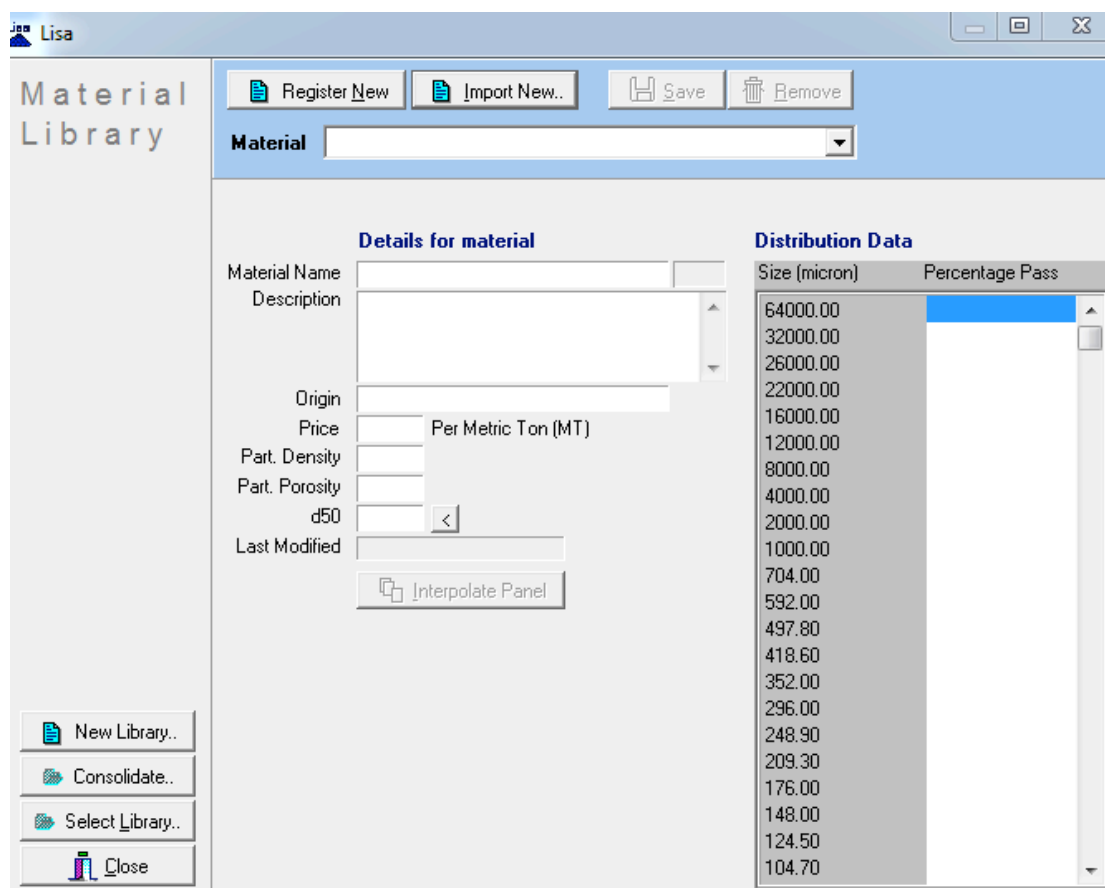 Lisa
Material
Library
Register New
Import New..
Save
Remove
Material
Details for material
Material Name
Description
Origin
Price
Per Metric Ton (MT)
Part. Density
Part. Porosity
d50
<
Last Modified
Interpolate Panel
Distribution Data
Size (micron) Percentage Pass
64000.00
32000.00
26000.00
22000.00
16000.00
12000.00
8000.00
4000.00
2000.00
1000.00
704.00
592.00
497.80
418.60
352.00
296.00
248.90
209.30
176.00
148.00
124.50
104.70
New Library..
Consolidate..
Select Library..
Close